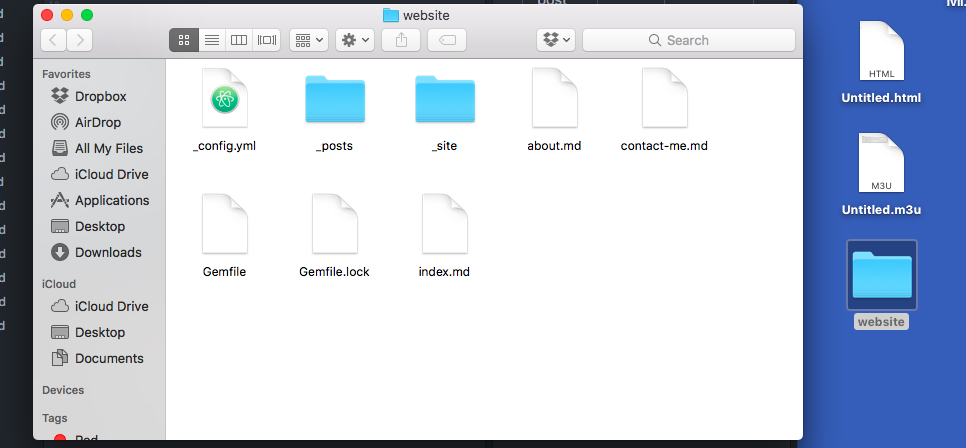 post
website
Search
Favorites
Dropbox
AirDrop
All My Files
iCloud Drive
Applications
Desktop
Downloads
iCloud
iCloud Drive
Desktop
Documents
Devices
Tags
Red
_config.yml
_posts
_site
about.md
contact-me.md
Gemfile
Gemfile.lock
index.md
HTML
Untitled.html
M3U
Untitled.m3u
website